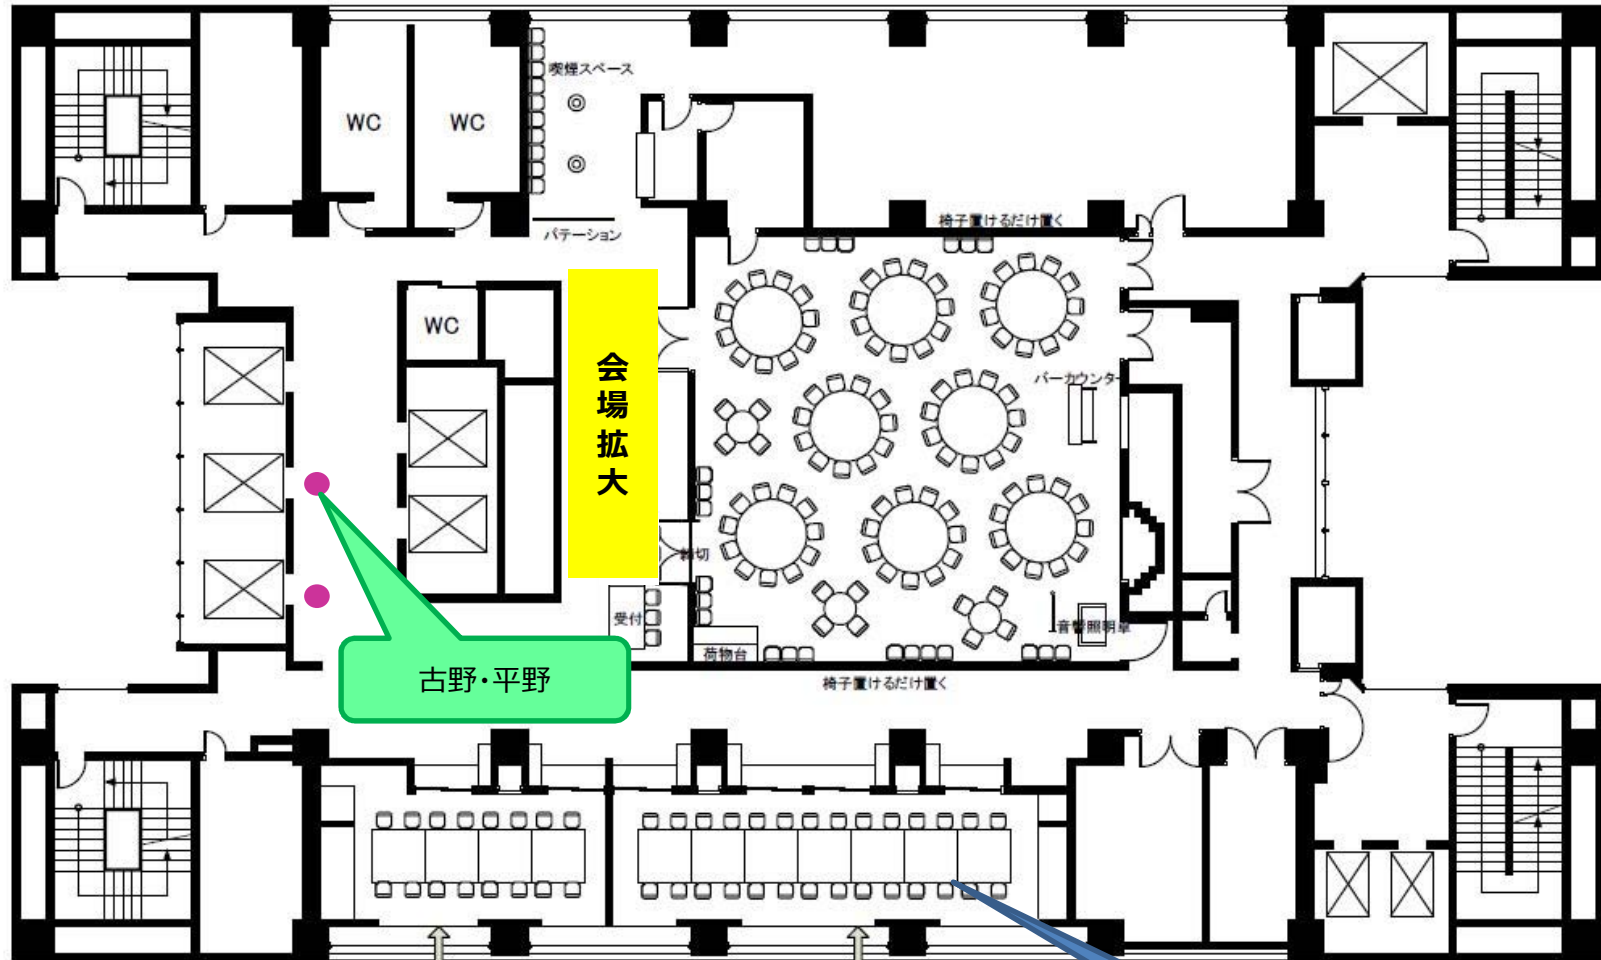 喫煙スペース
WC
WC
パテーション
椅子置けるだけ置く
WC
会場拡大
バーカウンター
締切
受付
荷物台
音響照明卓
古野・平野
椅子置けるだけ置く